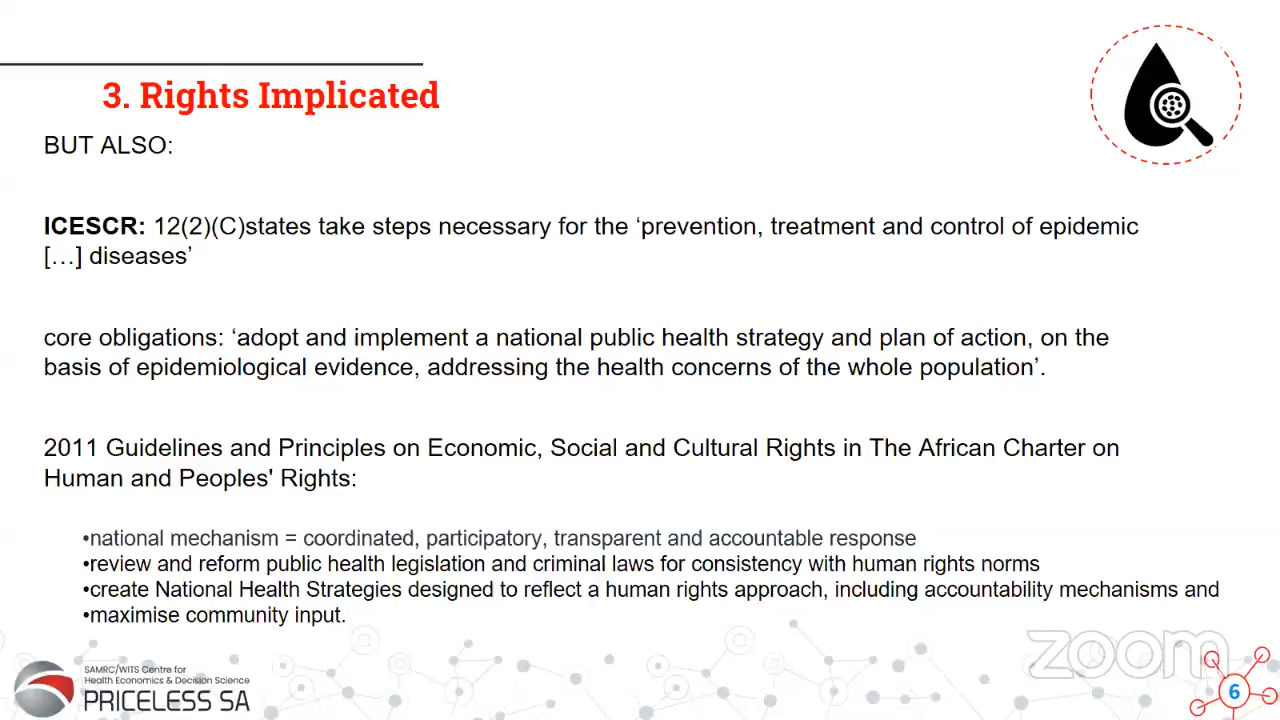 3. Rights Implicated
BUT ALSO:
ICESCR: 12(2)(C)states take steps necessary for the ‘prevention, treatment and control of epidemic
[…] diseases’
core obligations: ‘adopt and implement a national public health strategy and plan of action, on the
basis of epidemiological evidence, addressing the health concerns of the whole population’.
2011 Guidelines and Principles on Economic, Social and Cultural Rights in The African Charter on
Human and Peoples' Rights:
•national mechanism = coordinated, participatory, transparent and accountable response
•review and reform public health legislation and criminal laws for consistency with human rights norms
•create National Health Strategies designed to reflect a human rights approach, including accountability mechanisms and
•maximise community input.
zoom
SAMRC/WITS Centre for
Health Economics & Decision Science
PRICELESS SA
6